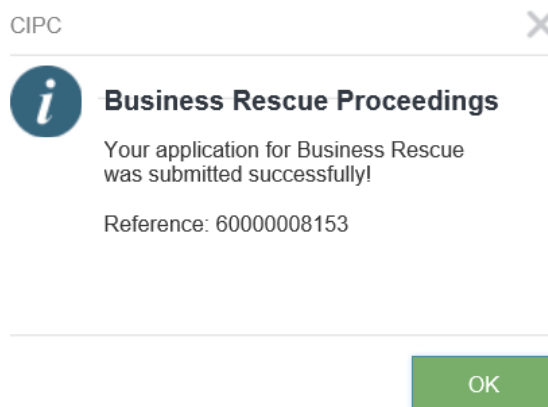 CIPC
Business Rescue Proceedings
Your application for Business Rescue
was submitted successfully!
Reference: 60000008153
OK